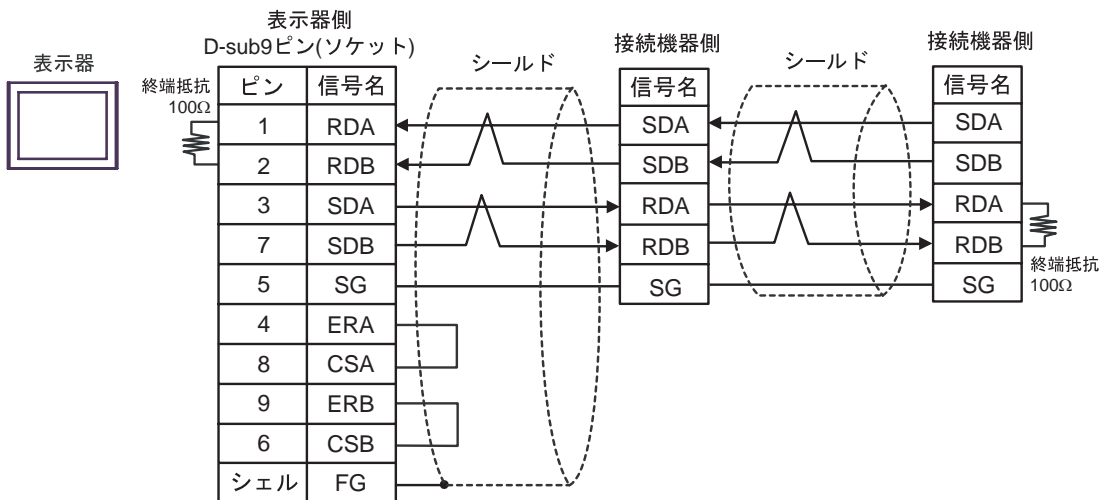 表示器
表示器側
D-sub9ピン(ソケット)
終端抵抗
100Ω
ピン 信号名
1 RDA
2 RDB
3 SDA
7 SDB
5 SG
4 ERA
8 CSA
9 ERB
6 CSB
シェル FG
シールド
接続機器側
信号名
SDA
SDB
RDA
RDB
SG
シールド
接続機器側
信号名
SDA
SDB
RDA
RDB
SG
終端抵抗
100Ω